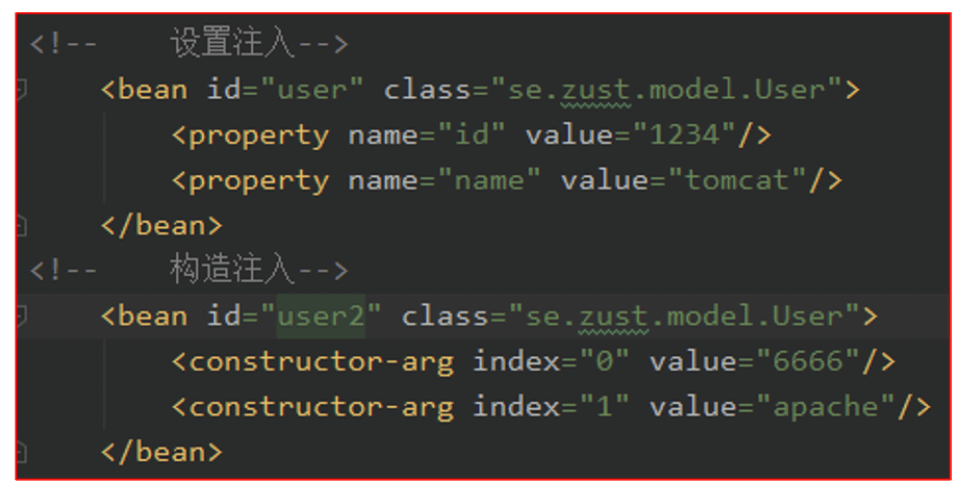 <!--    设置注入-->
<bean id="user" class="se.zust.model.User">
<property name="id" value="1234"/>
<property name="name" value="tomcat"/>
</bean>
<!--    构造注入-->
<bean id="user2" class="se.zust.model.User">
<constructor-arg index="0" value="6666"/>
<constructor-arg index="1" value="apache"/>
</bean>